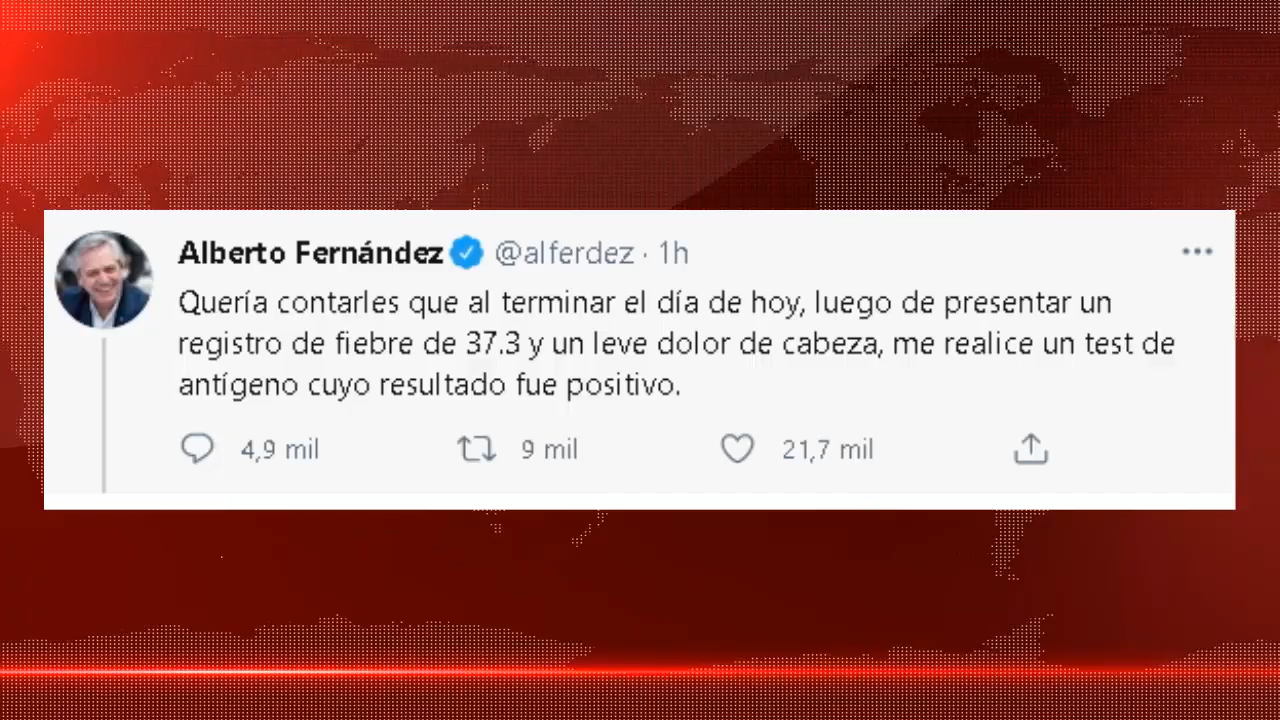 Alberto Fernández @alferdez · 1h
Quería contarles que al terminar el día de hoy, luego de presentar un
registro de fiebre de 37.3 y un leve dolor de cabeza, me realice un test de
antígeno cuyo resultado fue positivo.
4,9 mil 9 mil 21,7 mil